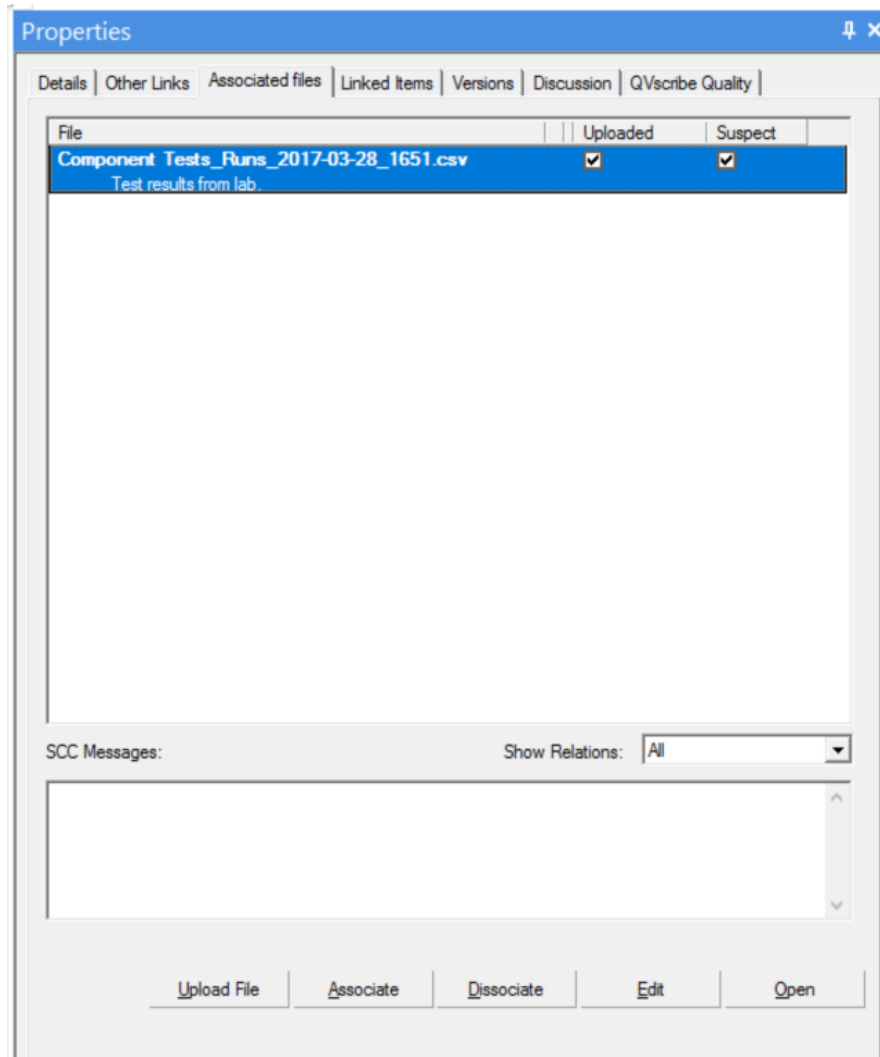 Properties
Details Other Links Associated files Linked Items Versions Discussion QVscribe Quality
File Uploaded Suspect
Component Tests_Runs_2017-03-28_1651.csv
Test results from lab.
SCC Messages: Show Relations: All
Upload File Associate Dissociate Edit Open